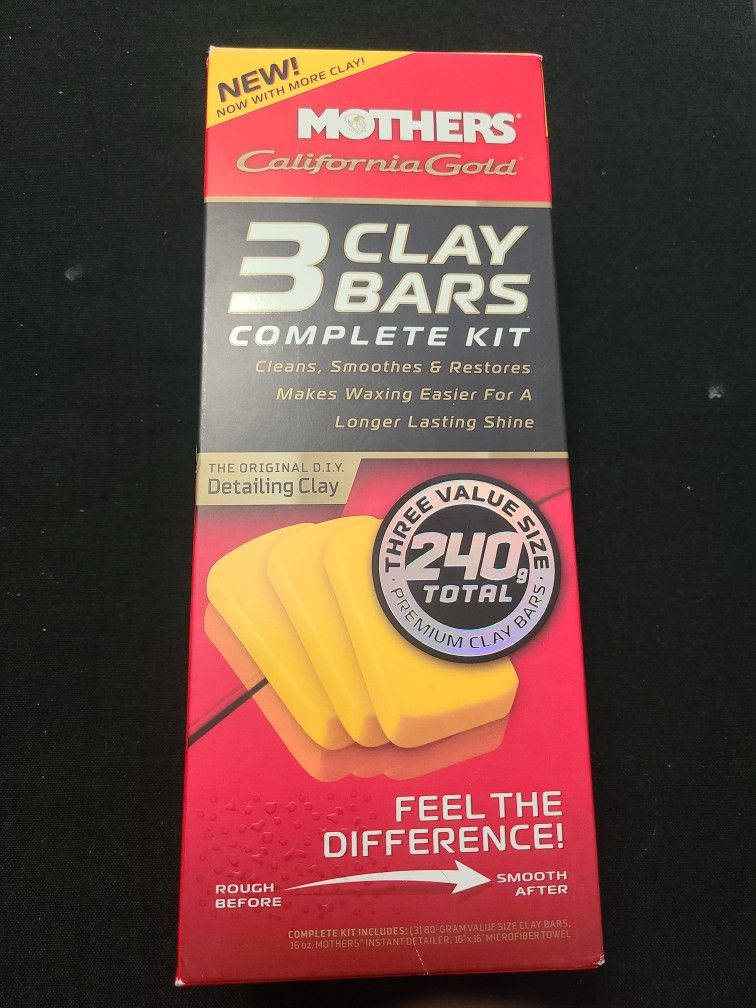 NEW!
NOW WITH MORE CLAY!
MOTHERS®
California Gold®
3 CLAY
BARS
COMPLETE KIT
Cleans, Smoothes & Restores
Makes Waxing Easier For A
Longer Lasting Shine
THE ORIGINAL D.I.Y.
Detailing Clay
THREE VALUE SIZE
240g
TOTAL
· PREMIUM CLAY BARS ·
FEEL THE
DIFFERENCE!
ROUGH
BEFORE
SMOOTH
AFTER
COMPLETE KIT INCLUDES: (3) 80-GRAM VALUE SIZE CLAY BARS,
16 oz. MOTHERS® INSTANT DETAILER, 16"x16" MICROFIBER TOWEL